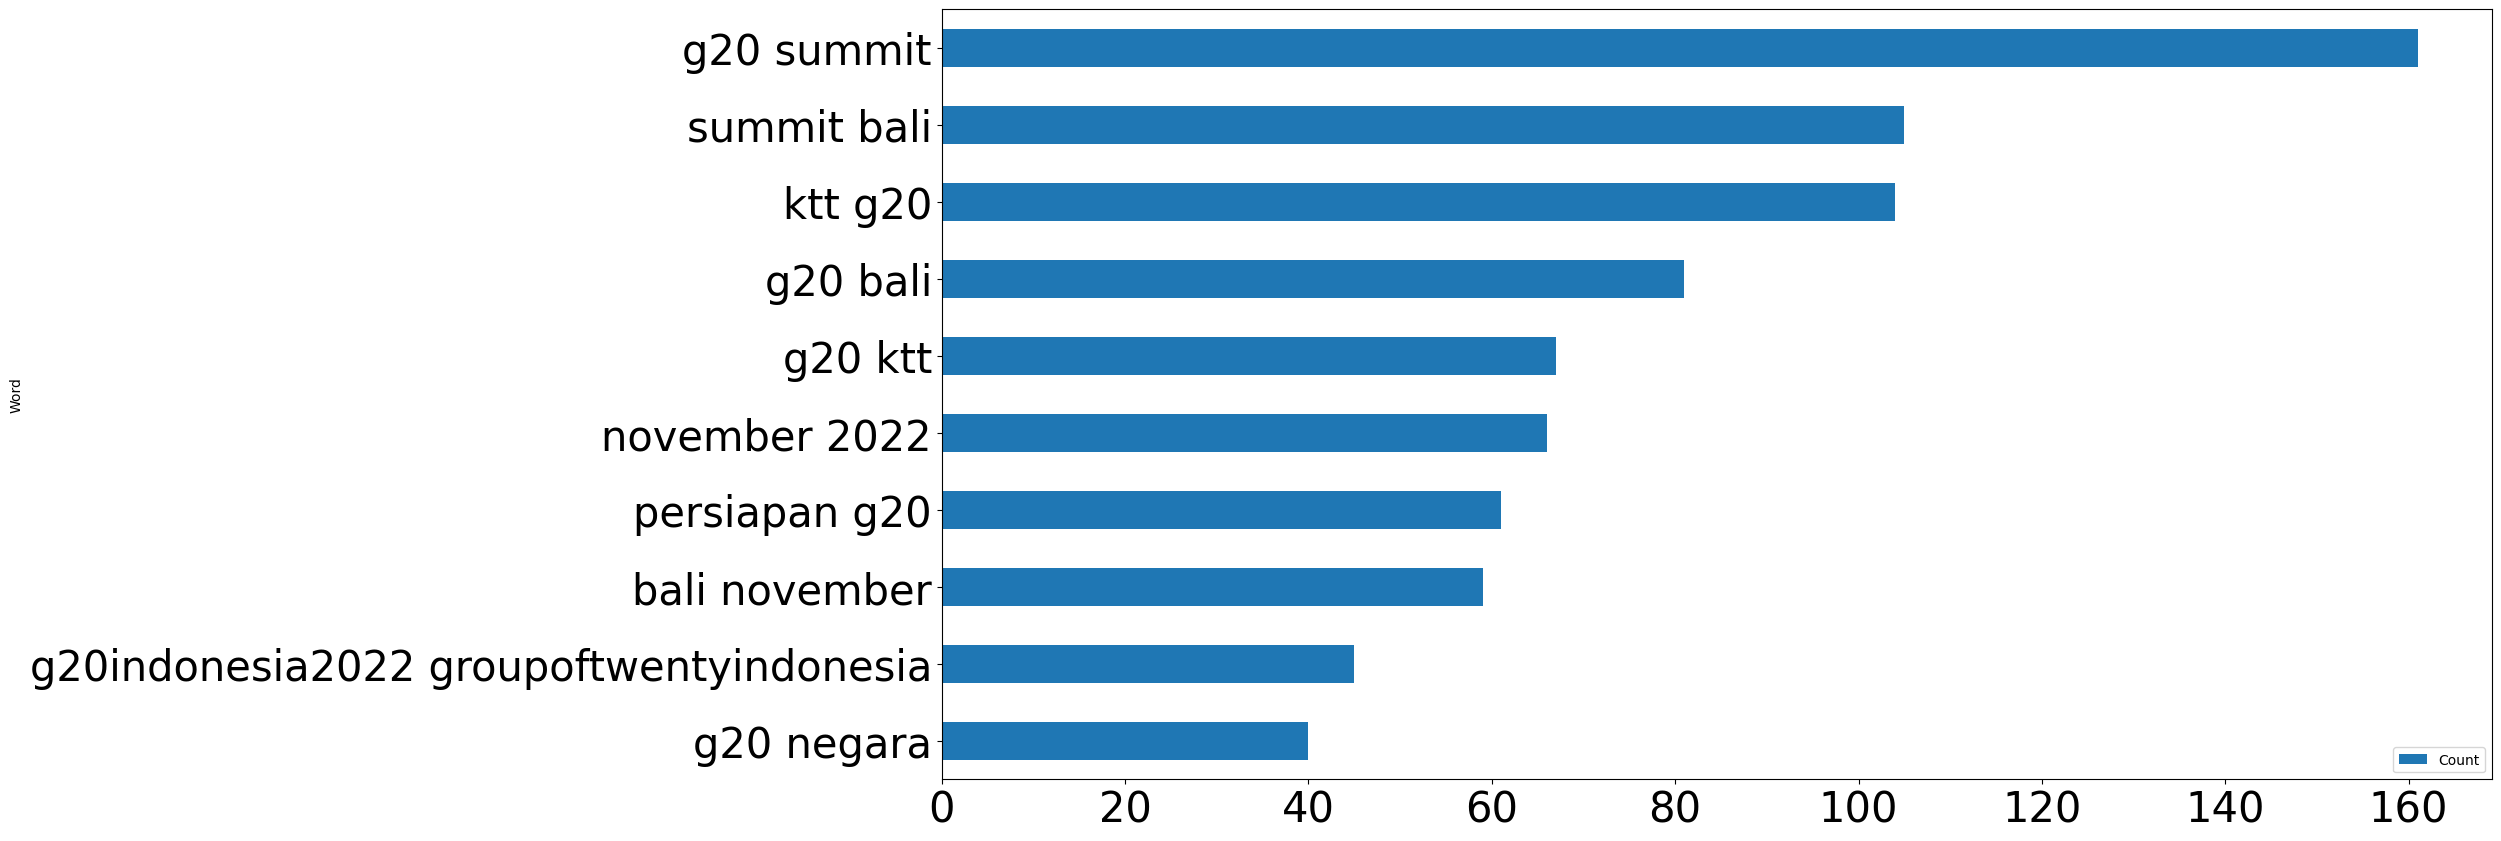 g20 summit
summit bali
ktt g20
g20 bali
g20 ktt
november 2022
persiapan g20
bali november
g20indonesia2022 groupoftwentyindonesia
g20 negara
Word
Count
0 20 40 60 80 100 120 140 160